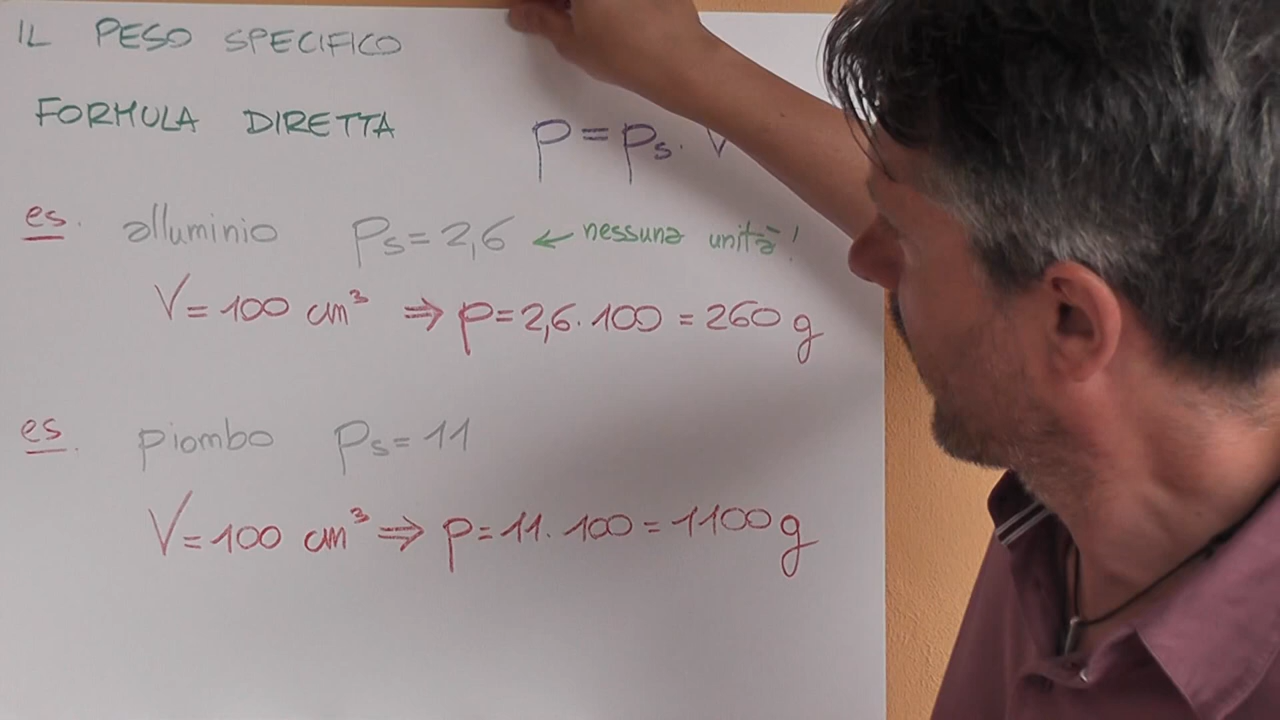 IL PESO SPECIFICO
FORMULA DIRETTA p = ps · V
es. alluminio ps = 2,6 ← nessuna unità!
V = 100 cm³ ⇒ p = 2,6 · 100 = 260 g
es. piombo ps = 11
V = 100 cm³ ⇒ p = 11 · 100 = 1100 g